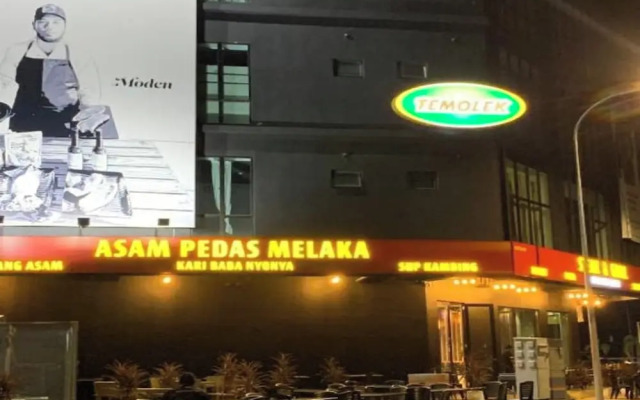 Moden
TEMOLEK
ASAM PEDAS MELAKA
ANG ASAM
KARI BABA NYONYA
SUP KAMBING